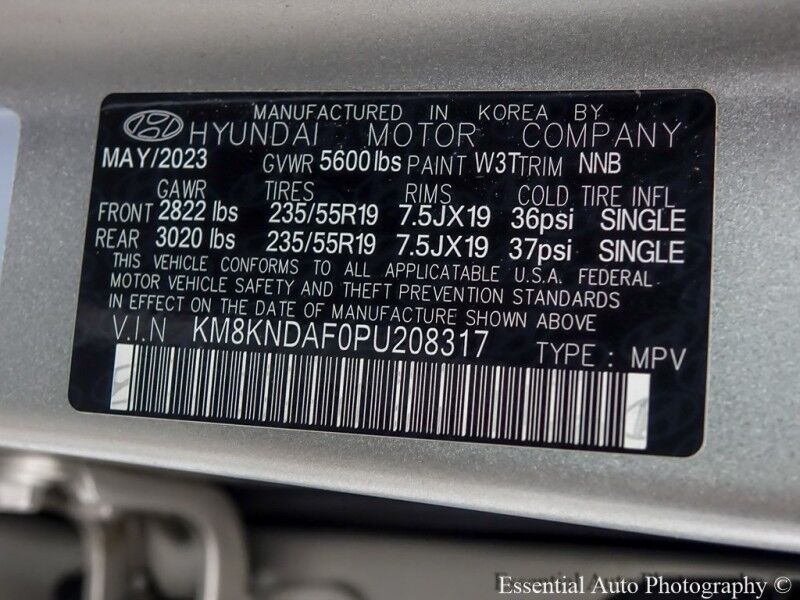 MANUFACTURED IN KOREA BY
HYUNDAI MOTOR COMPANY
MAY/2023 GVWR 5600 lbs PAINT W3T TRIM NNB
GAWR TIRES RIMS COLD TIRE INFL
FRONT 2822 lbs 235/55R19 7.5JX19 36psi SINGLE
REAR 3020 lbs 235/55R19 7.5JX19 37psi SINGLE
THIS VEHICLE CONFORMS TO ALL APPLICATABLE U.S.A. FEDERAL
MOTOR VEHICLE SAFETY AND THEFT PREVENTION STANDARDS
IN EFFECT ON THE DATE OF MANUFACTURE SHOWN ABOVE
V.I.N KM8KNDAF0PU208317 TYPE : MPV
Essential Auto Photography ©